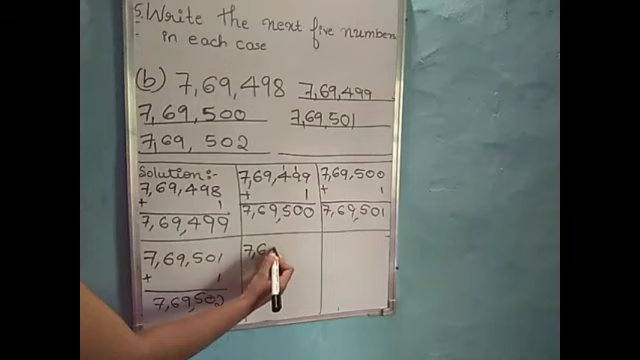 5. Write the next five numbers
in each case
(b) 7,69,498 7,69,499
7,69,500 7,69,501
7,69,502
Solution:-
7,69,498 7,69,499 7,69,500
+ 1 + 1 + 1
7,69,499 7,69,500 7,69,501
7,69,501 7,6
+ 1
7,69,502